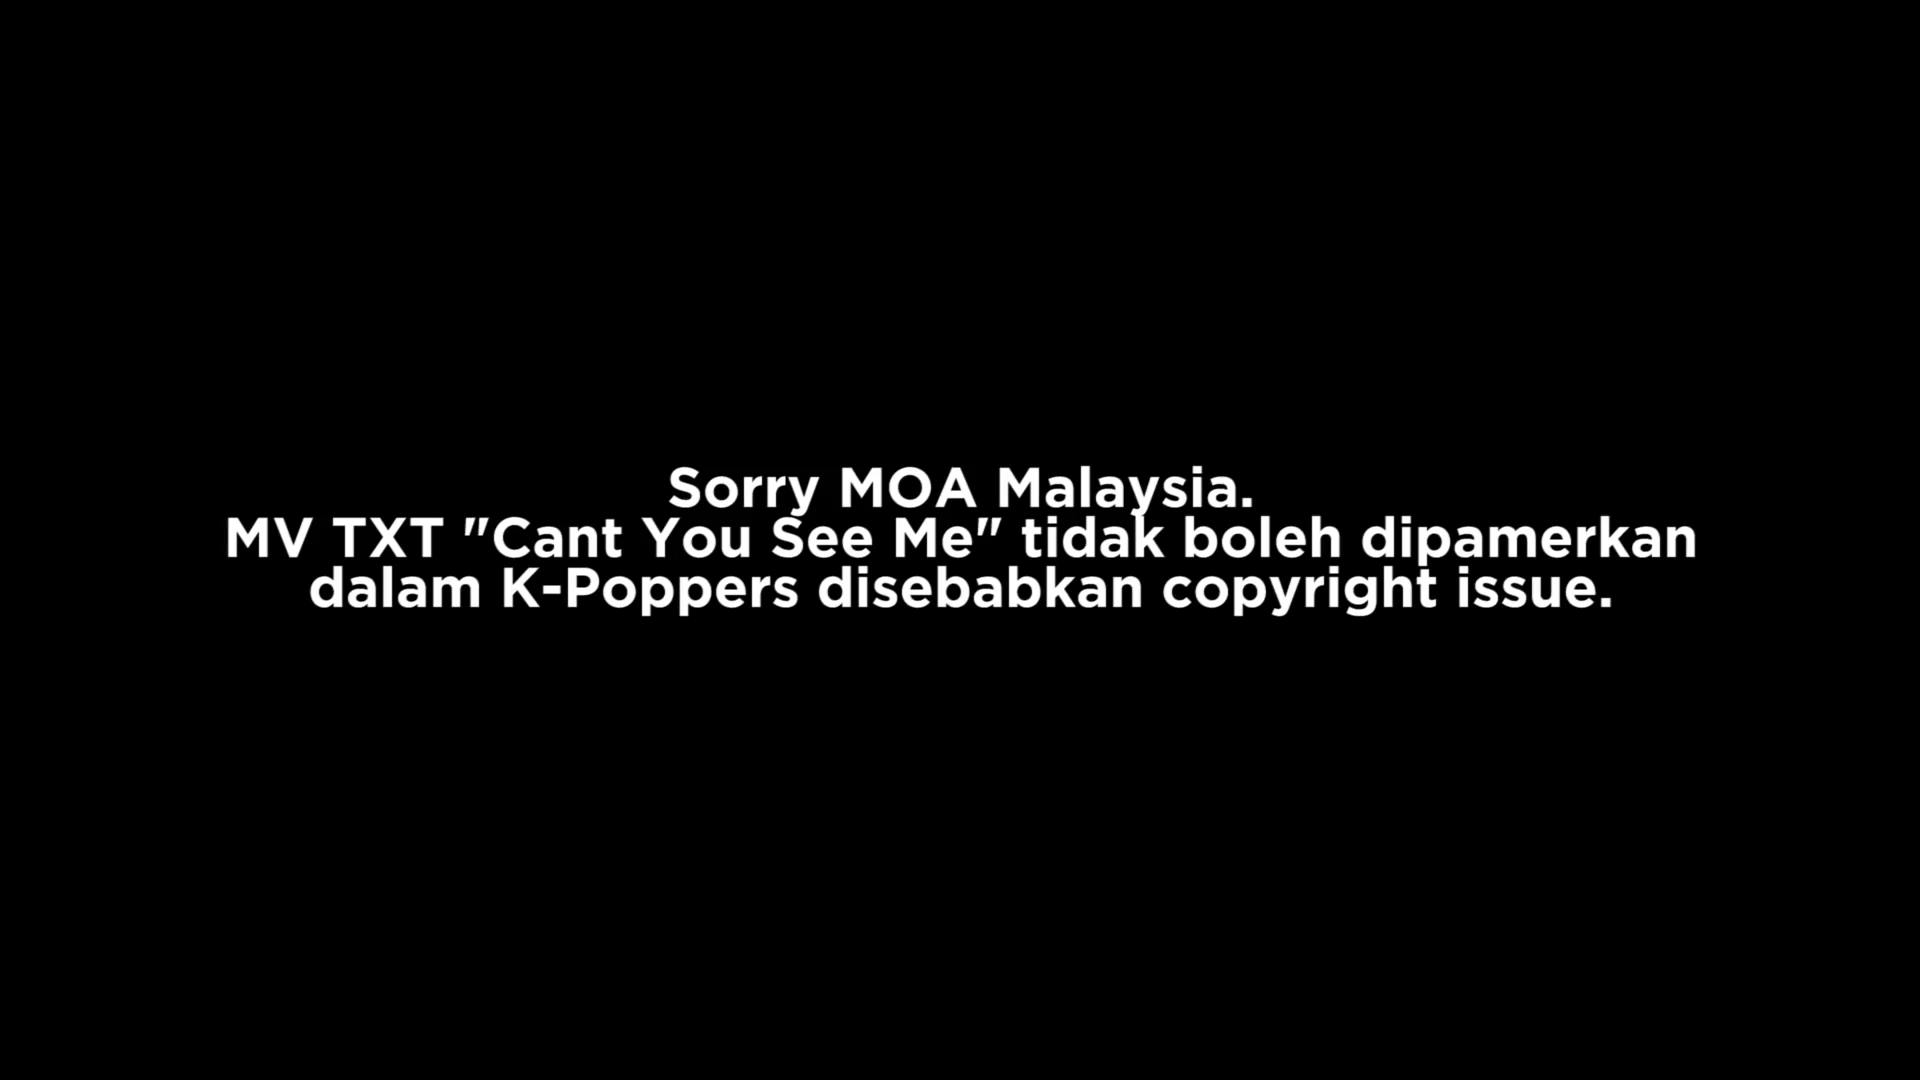 Sorry MOA Malaysia.
MV TXT "Cant You See Me" tidak boleh dipamerkan
dalam K-Poppers disebabkan copyright issue.